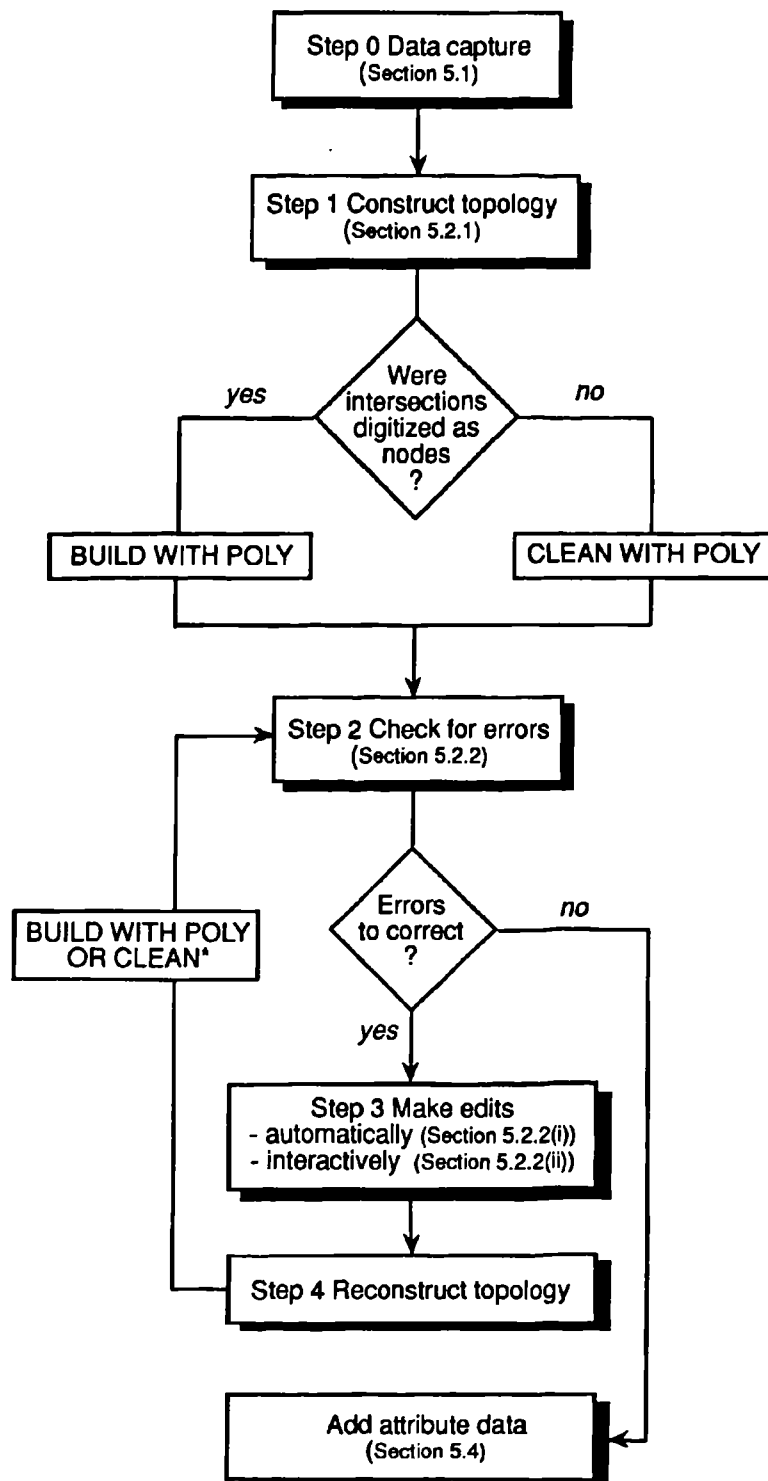 Step 0 Data capture
(Section 5.1)
Step 1 Construct topology
(Section 5.2.1)
Were
intersections
digitized as
nodes
?
yes
no
BUILD WITH POLY
CLEAN WITH POLY
Step 2 Check for errors
(Section 5.2.2)
Errors
to correct
?
no
BUILD WITH POLY
OR CLEAN*
yes
Step 3 Make edits
- automatically (Section 5.2.2(i))
- interactively (Section 5.2.2(ii))
Step 4 Reconstruct topology
Add attribute data
(Section 5.4)